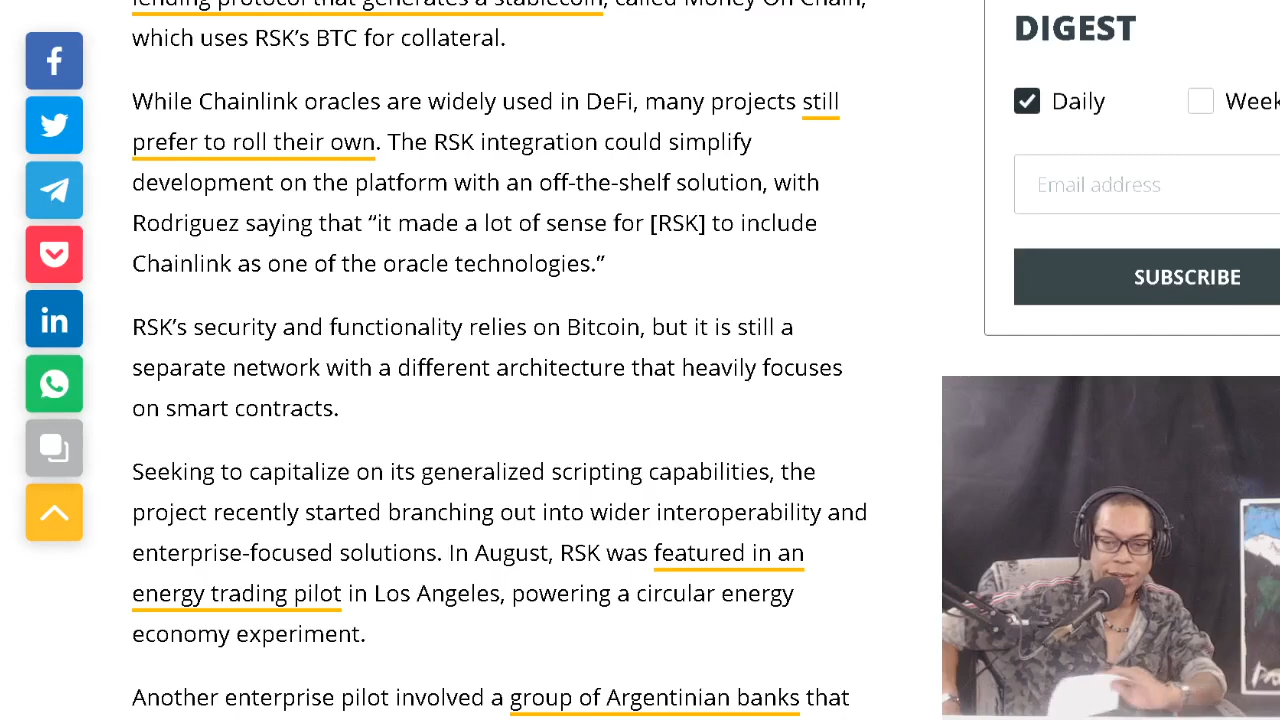 lending protocol that generates a stablecoin, called Money On Chain,
which uses RSK’s BTC for collateral.
While Chainlink oracles are widely used in DeFi, many projects still
prefer to roll their own. The RSK integration could simplify
development on the platform with an off-the-shelf solution, with
Rodriguez saying that “it made a lot of sense for [RSK] to include
Chainlink as one of the oracle technologies.”
RSK’s security and functionality relies on Bitcoin, but it is still a
separate network with a different architecture that heavily focuses
on smart contracts.
Seeking to capitalize on its generalized scripting capabilities, the
project recently started branching out into wider interoperability and
enterprise-focused solutions. In August, RSK was featured in an
energy trading pilot in Los Angeles, powering a circular energy
economy experiment.
Another enterprise pilot involved a group of Argentinian banks that
DIGEST
Daily
Week
Email address
SUBSCRIBE